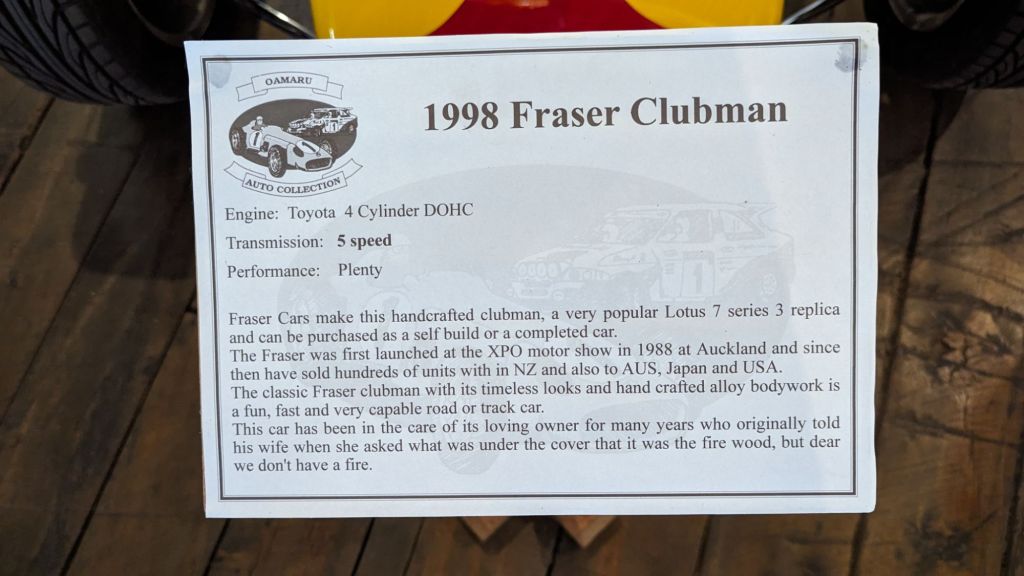 OAMARU
AUTO COLLECTION
1998 Fraser Clubman
Engine: Toyota 4 Cylinder DOHC
Transmission: 5 speed
Performance: Plenty
Fraser Cars make this handcrafted clubman, a very popular Lotus 7 series 3 replica
and can be purchased as a self build or a completed car.
The Fraser was first launched at the XPO motor show in 1988 at Auckland and since
then have sold hundreds of units with in NZ and also to AUS, Japan and USA.
The classic Fraser clubman with its timeless looks and hand crafted alloy bodywork is
a fun, fast and very capable road or track car.
This car has been in the care of its loving owner for many years who originally told
his wife when she asked what was under the cover that it was the fire wood, but dear
we don't have a fire.